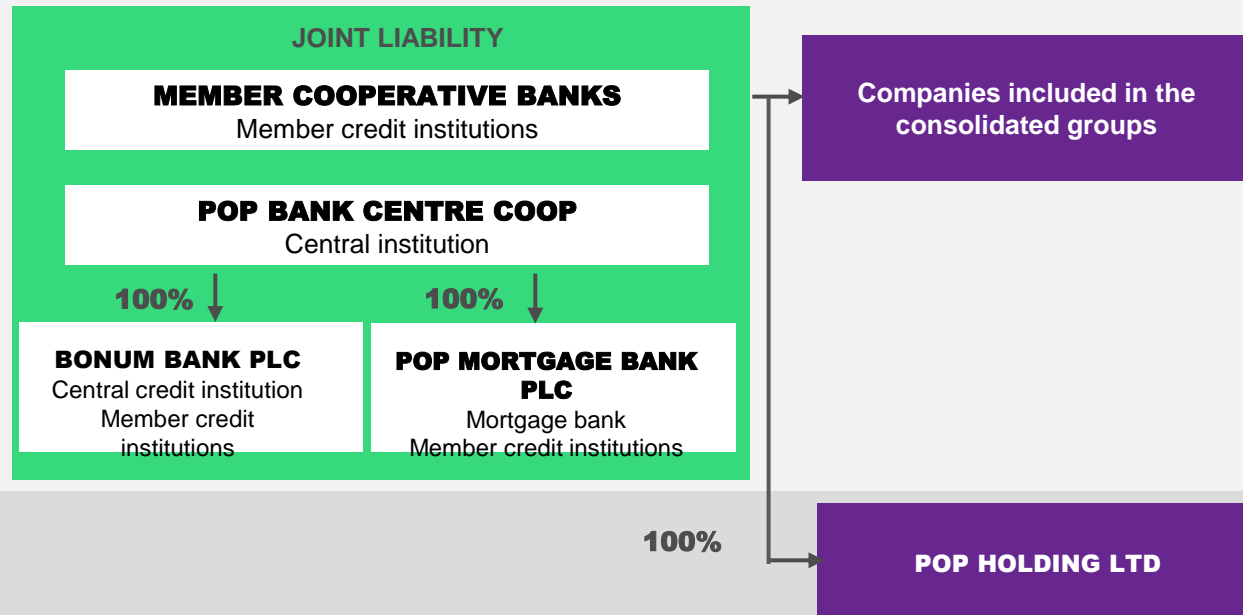 JOINT LIABILITY
MEMBER COOPERATIVE BANKS
Member credit institutions
POP BANK CENTRE COOP
Central institution
100%
100%
BONUM BANK PLC
Central credit institution
Member credit
institutions
POP MORTGAGE BANK
PLC
Mortgage bank
Member credit institutions
Companies included in the
consolidated groups
100%
POP HOLDING LTD